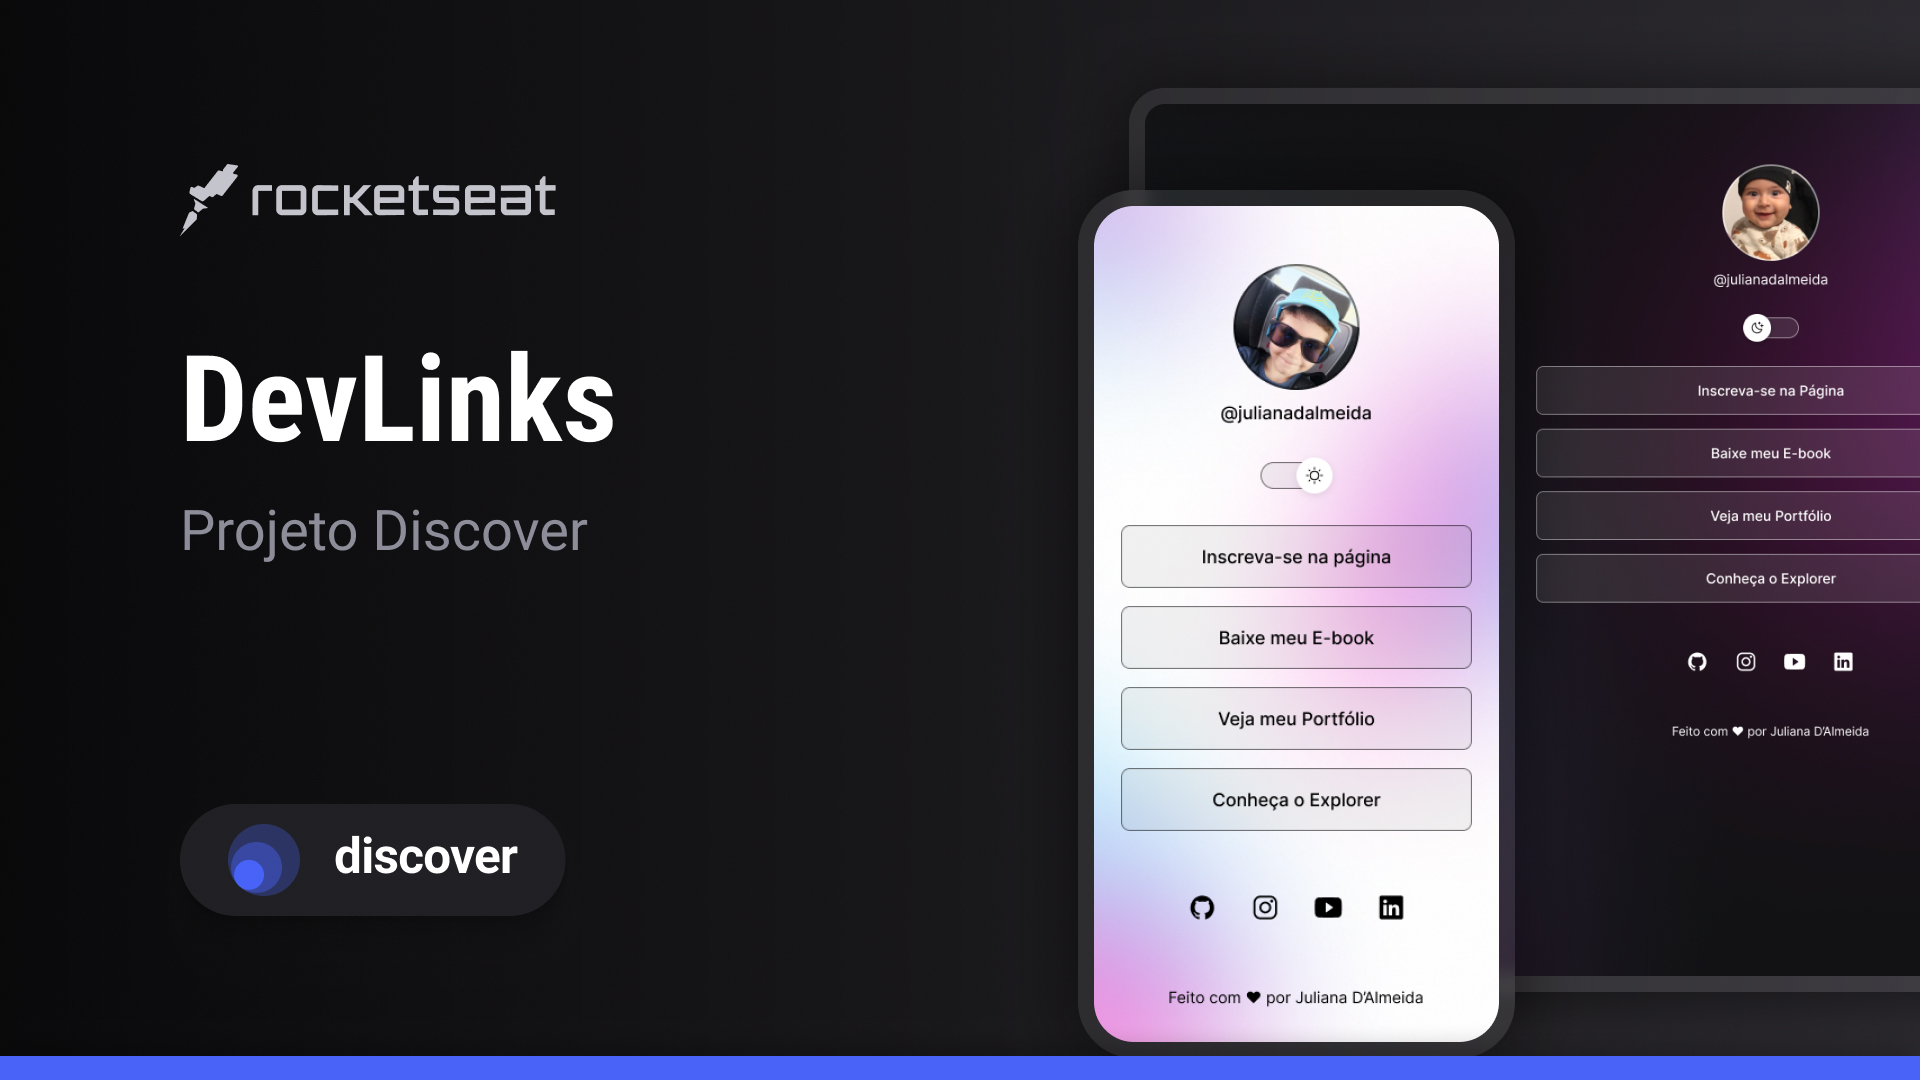 rocketseat
DevLinks
Projeto Discover
discover
@julianadalmeida
Inscreva-se na página
Baixe meu E-book
Veja meu Portfólio
Conheça o Explorer
in
Feito com ♥ por Juliana D'Almeida
@julianadalmeida
Inscreva-se na Página
Baixe meu E-book
Veja meu Portfólio
Conheça o Explorer
in
Feito com ♥ por Juliana D'Almeida